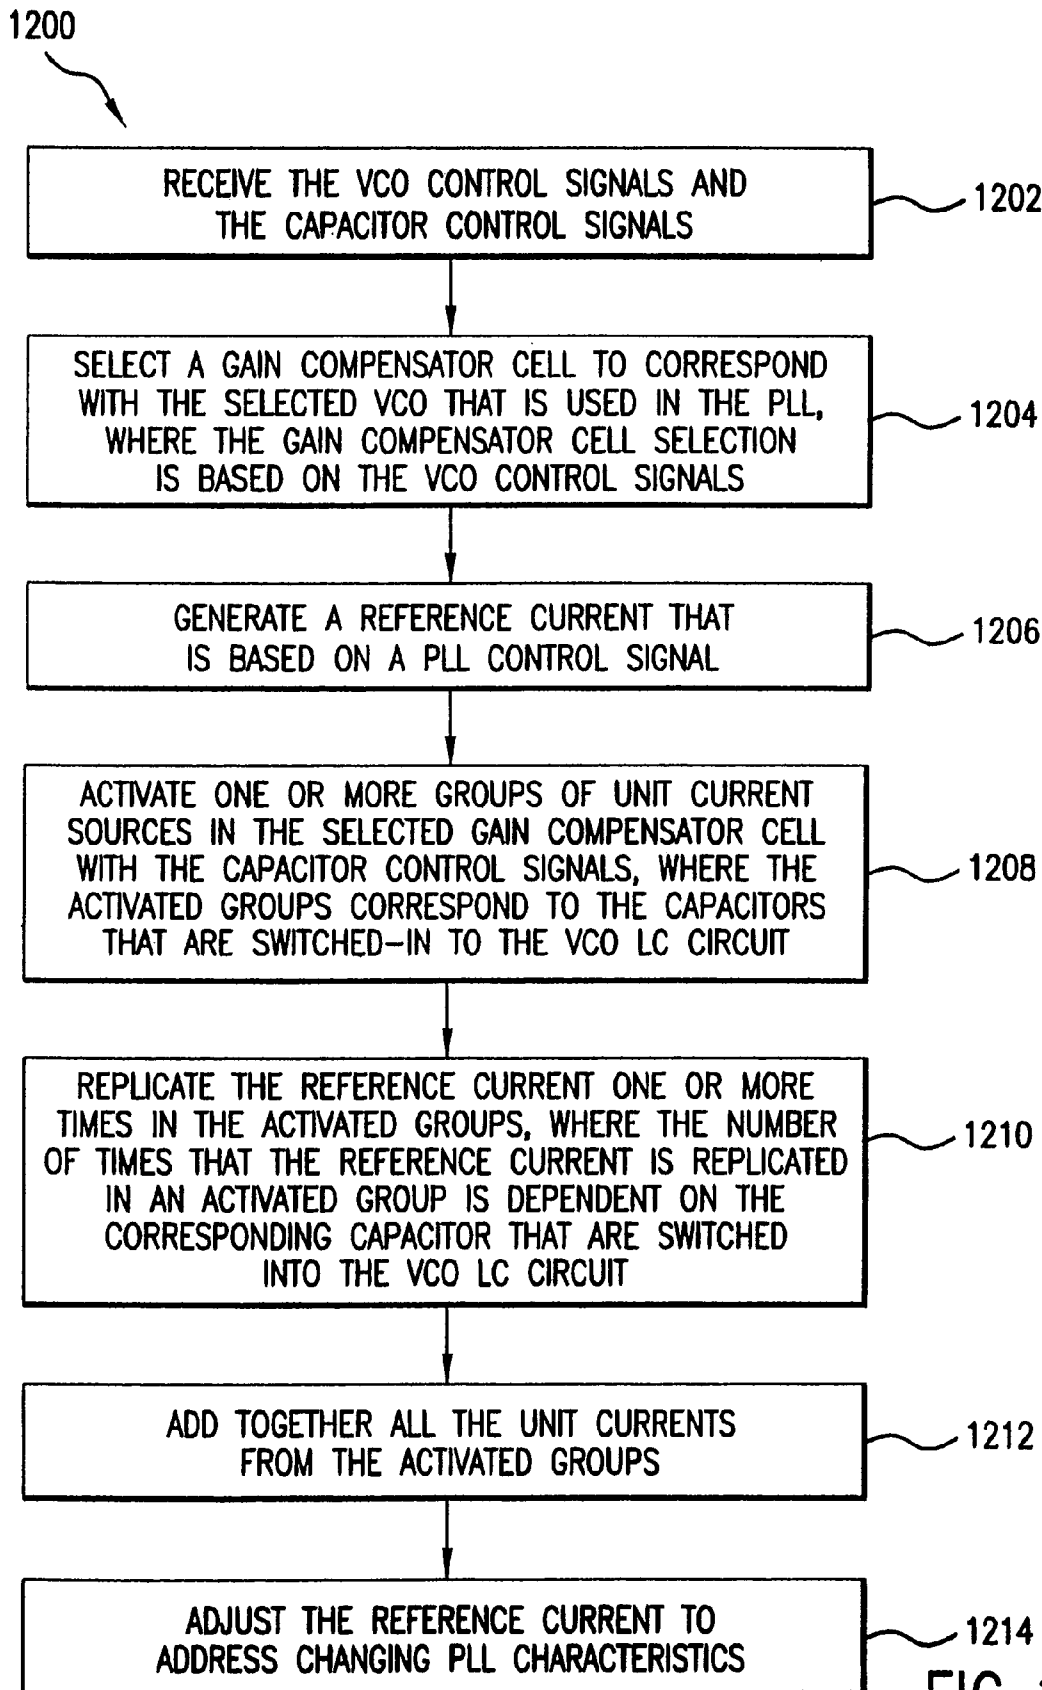 1200
RECEIVE THE VCO CONTROL SIGNALS AND
THE CAPACITOR CONTROL SIGNALS
1202
SELECT A GAIN COMPENSATOR CELL TO CORRESPOND
WITH THE SELECTED VCO THAT IS USED IN THE PLL,
WHERE THE GAIN COMPENSATOR CELL SELECTION
IS BASED ON THE VCO CONTROL SIGNALS
1204
GENERATE A REFERENCE CURRENT THAT
IS BASED ON A PLL CONTROL SIGNAL
1206
ACTIVATE ONE OR MORE GROUPS OF UNIT CURRENT
SOURCES IN THE SELECTED GAIN COMPENSATOR CELL
WITH THE CAPACITOR CONTROL SIGNALS, WHERE THE
ACTIVATED GROUPS CORRESPOND TO THE CAPACITORS
THAT ARE SWITCHED-IN TO THE VCO LC CIRCUIT
1208
REPLICATE THE REFERENCE CURRENT ONE OR MORE
TIMES IN THE ACTIVATED GROUPS, WHERE THE NUMBER
OF TIMES THAT THE REFERENCE CURRENT IS REPLICATED
IN AN ACTIVATED GROUP IS DEPENDENT ON THE
CORRESPONDING CAPACITOR THAT ARE SWITCHED
INTO THE VCO LC CIRCUIT
1210
ADD TOGETHER ALL THE UNIT CURRENTS
FROM THE ACTIVATED GROUPS
1212
ADJUST THE REFERENCE CURRENT TO
ADDRESS CHANGING PLL CHARACTERISTICS
1214
FIG.